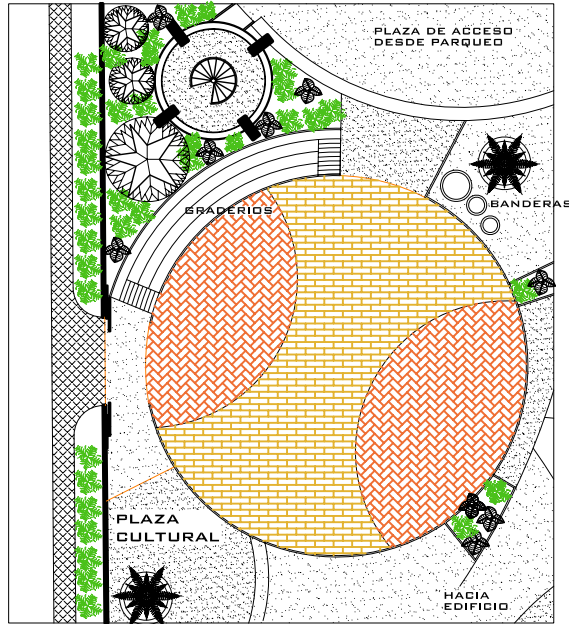 PLAZA DE ACCESO
DESDE PARQUEO
GRADERIOS
BANDERAS
PLAZA
CULTURAL
HACIA
EDIFICIO